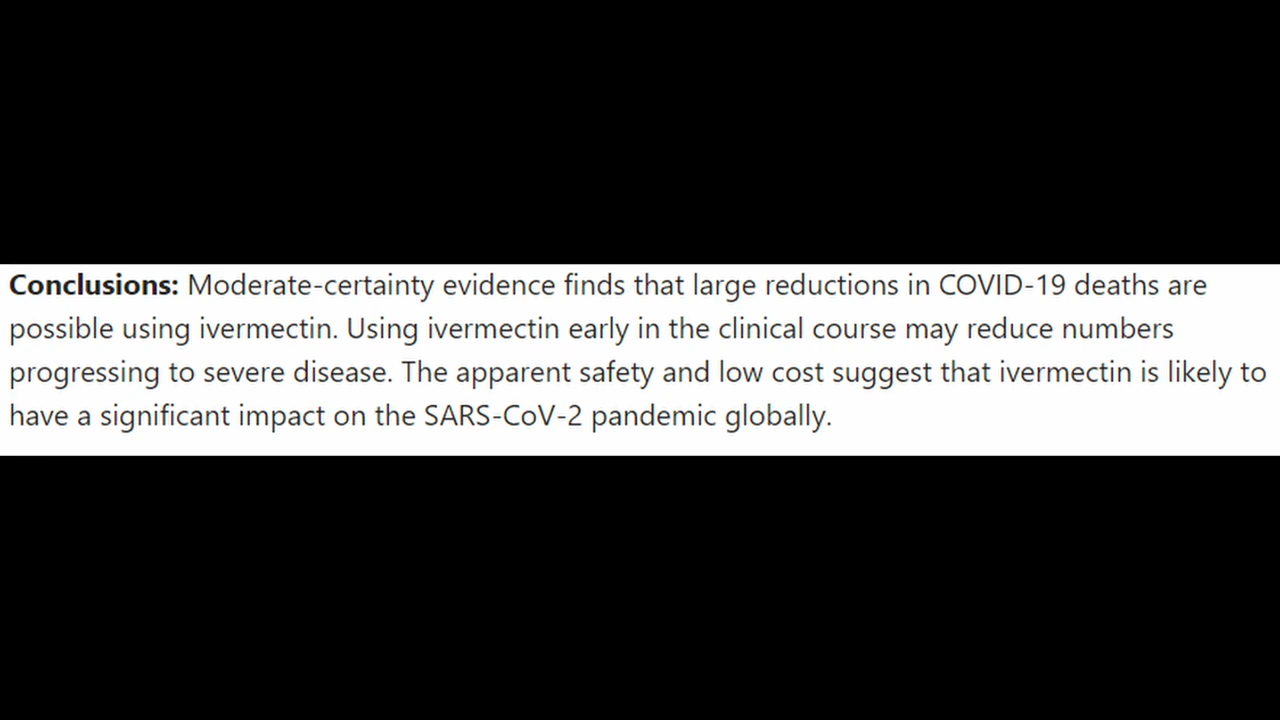 Conclusions: Moderate-certainty evidence finds that large reductions in COVID-19 deaths are
possible using ivermectin. Using ivermectin early in the clinical course may reduce numbers
progressing to severe disease. The apparent safety and low cost suggest that ivermectin is likely to
have a significant impact on the SARS-CoV-2 pandemic globally.